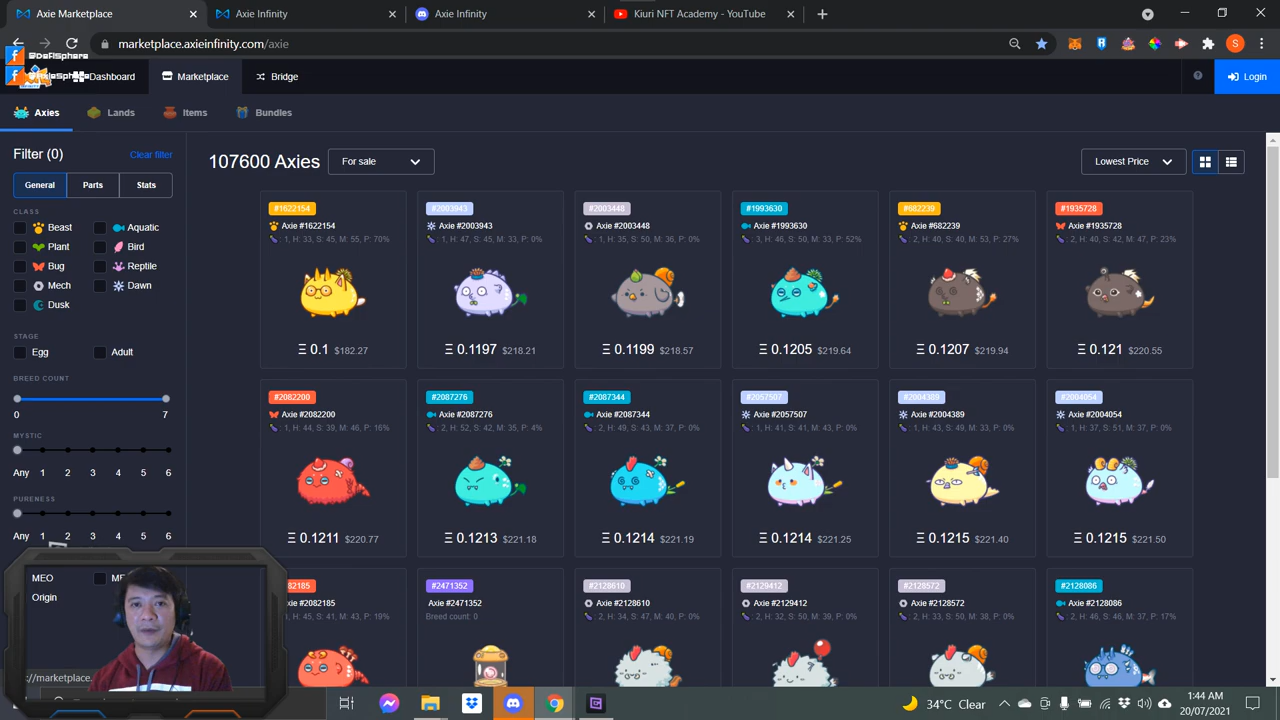 Axie Marketplace
Axie Infinity
Axie Infinity
Kiuri NFT Academy - YouTube
marketplace.axieinfinity.com/axie
@DeFiSphere
Dashboard
Marketplace
Bridge
Login
Axies
Lands
Items
Bundles
Filter (0)
Clear filter
General
Parts
Stats
CLASS
Beast
Aquatic
Plant
Bird
Bug
Reptile
Mech
Dawn
Dusk
STAGE
Egg
Adult
BREED COUNT
0
7
MYSTIC
Any 1 2 3 4 5 6
PURENESS
Any 1 2 3 4 5 6
MEO
Origin
107600 Axies
For sale
Lowest Price
#1622154
Axie #1622154
: 1, H: 33, S: 45, M: 55, P: 70%
Ξ 0.1 $182.27
#2003943
Axie #2003943
: 1, H: 47, S: 45, M: 33, P: 0%
Ξ 0.1197 $218.21
#2003448
Axie #2003448
: 1, H: 35, S: 50, M: 36, P: 0%
Ξ 0.1199 $218.57
#1993630
Axie #1993630
: 3, H: 46, S: 50, M: 33, P: 52%
Ξ 0.1205 $219.64
#682239
Axie #682239
: 2, H: 40, S: 40, M: 53, P: 27%
Ξ 0.1207 $219.94
#1935728
Axie #1935728
: 2, H: 40, S: 42, M: 47, P: 23%
Ξ 0.121 $220.55
#2082200
Axie #2082200
: 1, H: 44, S: 39, M: 46, P: 16%
Ξ 0.1211 $220.77
#2087276
Axie #2087276
: 2, H: 52, S: 42, M: 35, P: 4%
Ξ 0.1213 $221.18
#2087344
Axie #2087344
: 2, H: 49, S: 43, M: 37, P: 0%
Ξ 0.1214 $221.19
#2057507
Axie #2057507
: 1, H: 41, S: 41, M: 43, P: 0%
Ξ 0.1214 $221.25
#2004389
Axie #2004389
: 1, H: 43, S: 49, M: 33, P: 0%
Ξ 0.1215 $221.40
#2004054
Axie #2004054
: 1, H: 37, S: 51, M: 37, P: 0%
Ξ 0.1215 $221.50
82185
xie #2082185
: 1, H: 45, S: 41, M: 43, P: 19%
#2471352
Axie #2471352
Breed count: 0
#2128610
Axie #2128610
: 2, H: 34, S: 47, M: 40, P: 0%
#2129412
Axie #2129412
: 2, H: 32, S: 50, M: 39, P: 0%
#2128572
Axie #2128572
: 2, H: 33, S: 50, M: 38, P: 0%
#2128086
Axie #2128086
: 2, H: 46, S: 46, M: 37, P: 17%
://marketplace.
34°C Clear
1:44 AM
20/07/2021